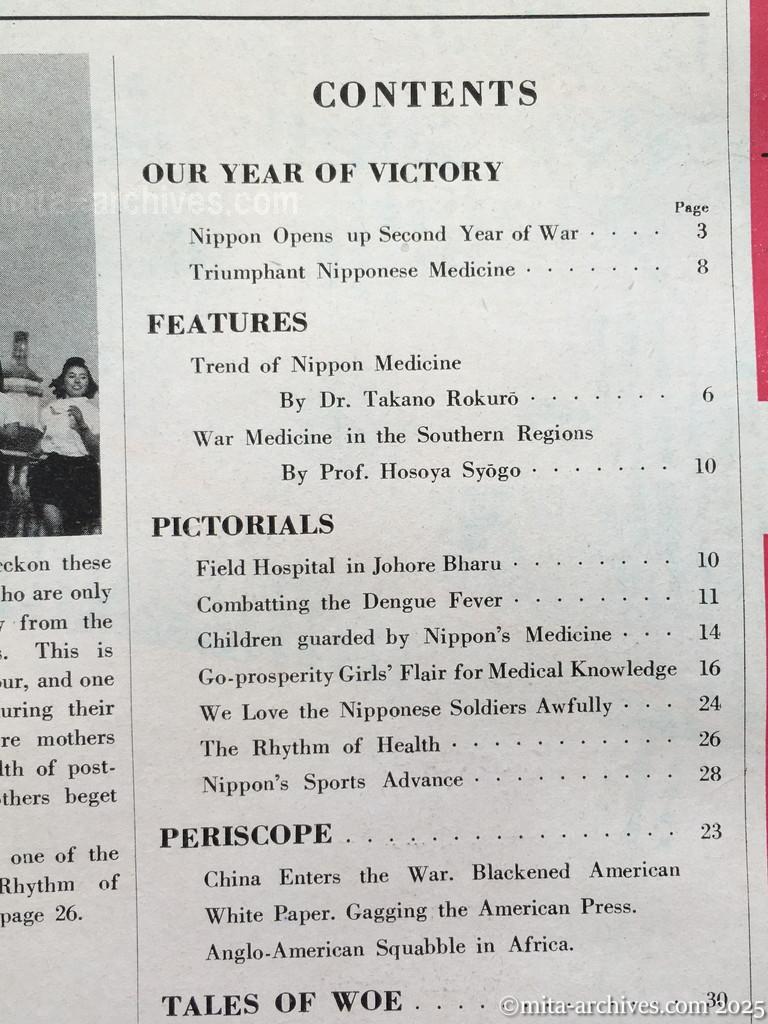 CONTENTS
OUR YEAR OF VICTORY
Page
Nippon Opens up Second Year of War · · · · 3
Triumphant Nipponese Medicine · · · · · · · 8
FEATURES
Trend of Nippon Medicine
By Dr. Takano Rokurō · · · · · · · 6
War Medicine in the Southern Regions
By Prof. Hosoya Syōgo · · · · · · · 10
PICTORIALS
Field Hospital in Johore Bharu · · · · · · · · 10
Combatting the Dengue Fever · · · · · · · · 11
Children guarded by Nippon's Medicine · · · 14
Go-prosperity Girls' Flair for Medical Knowledge 16
We Love the Nipponese Soldiers Awfully · · · 24
The Rhythm of Health · · · · · · · · · · · 26
Nippon's Sports Advance · · · · · · · · · · 28
PERISCOPE . . . . . . . . . . . . . . . . 23
China Enters the War. Blackened American
White Paper. Gagging the American Press.
Anglo-American Squabble in Africa.
TALES OF WOE . . . . . . . . . . . . 30
these
ho are only
from the
This is
our, and one
during their
mothers
of post-
beget
one of the
Rhythm of
page 26.
mita-archives.com
©mita-archives.com 2025